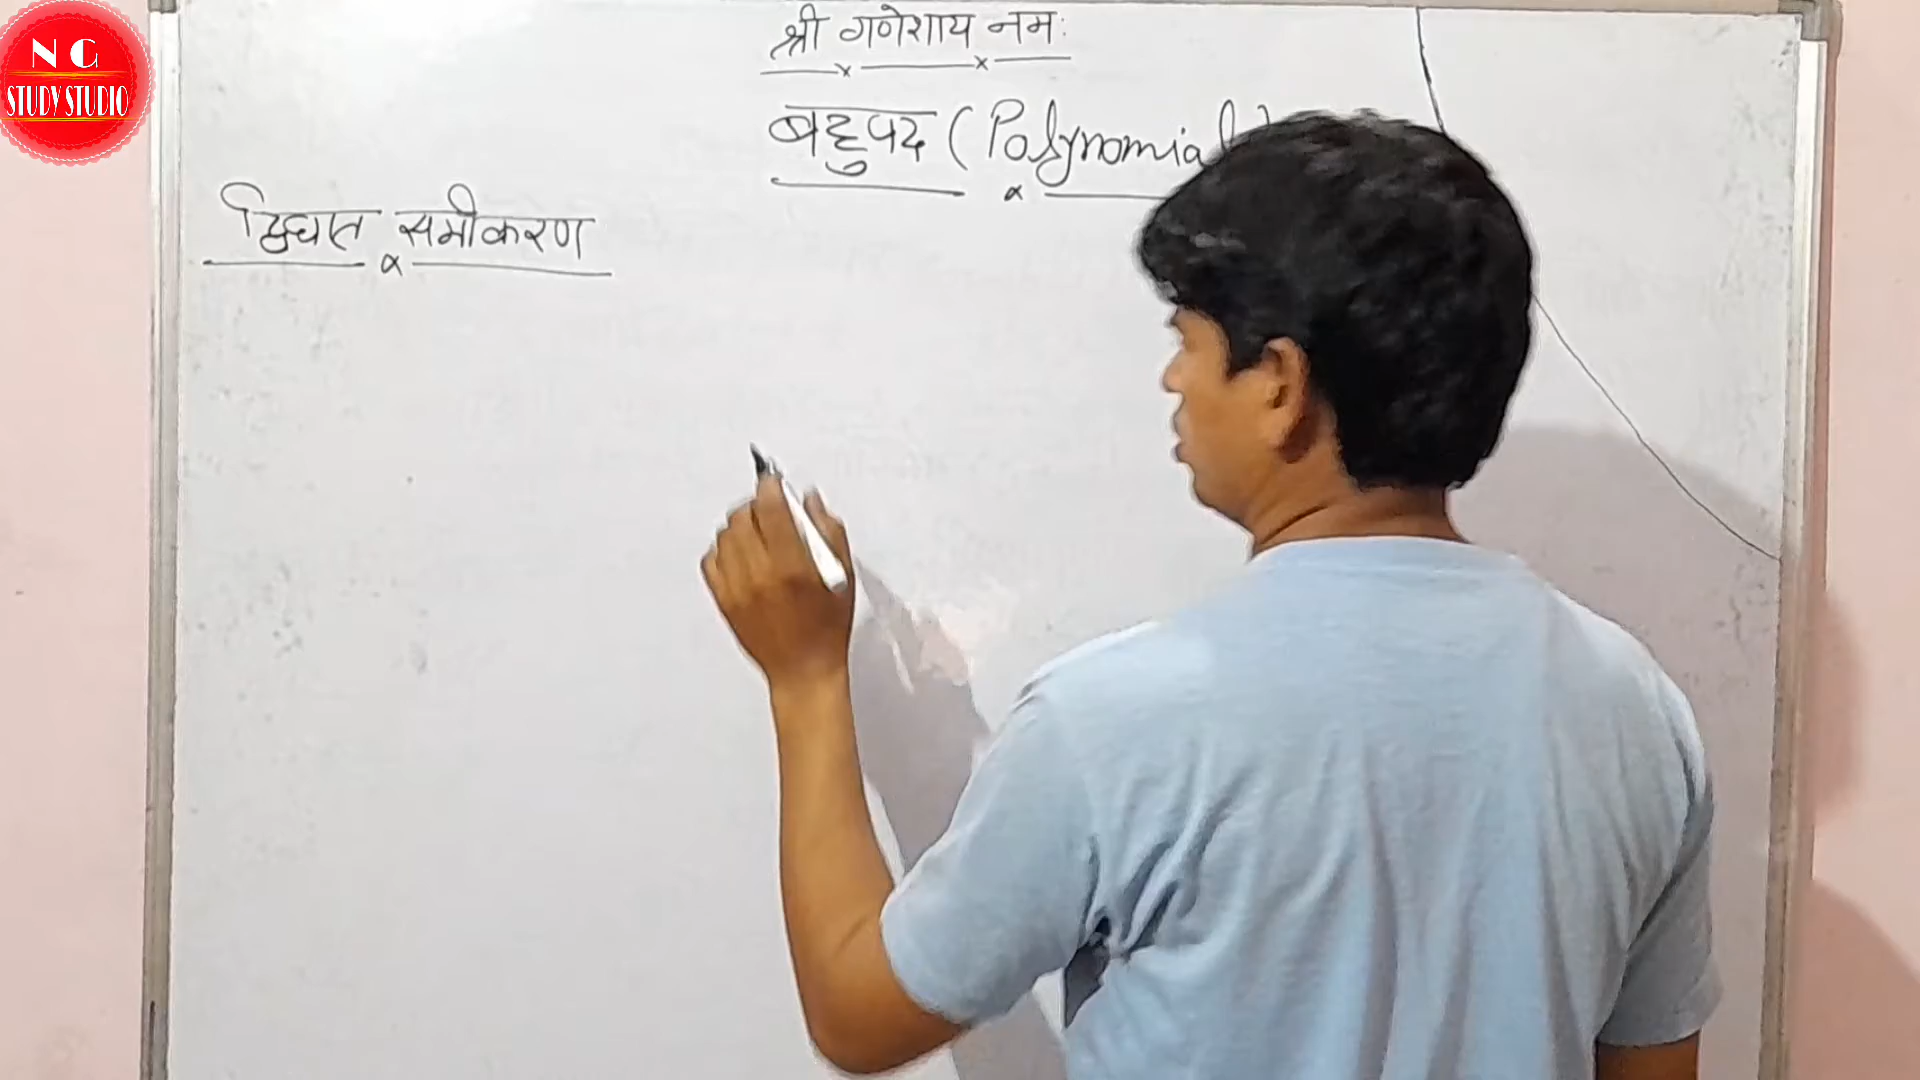 N G
STUDY STUDIO
श्री गणेशाय नमः
बहुपद (Polynomial)
द्विघात समीकरण